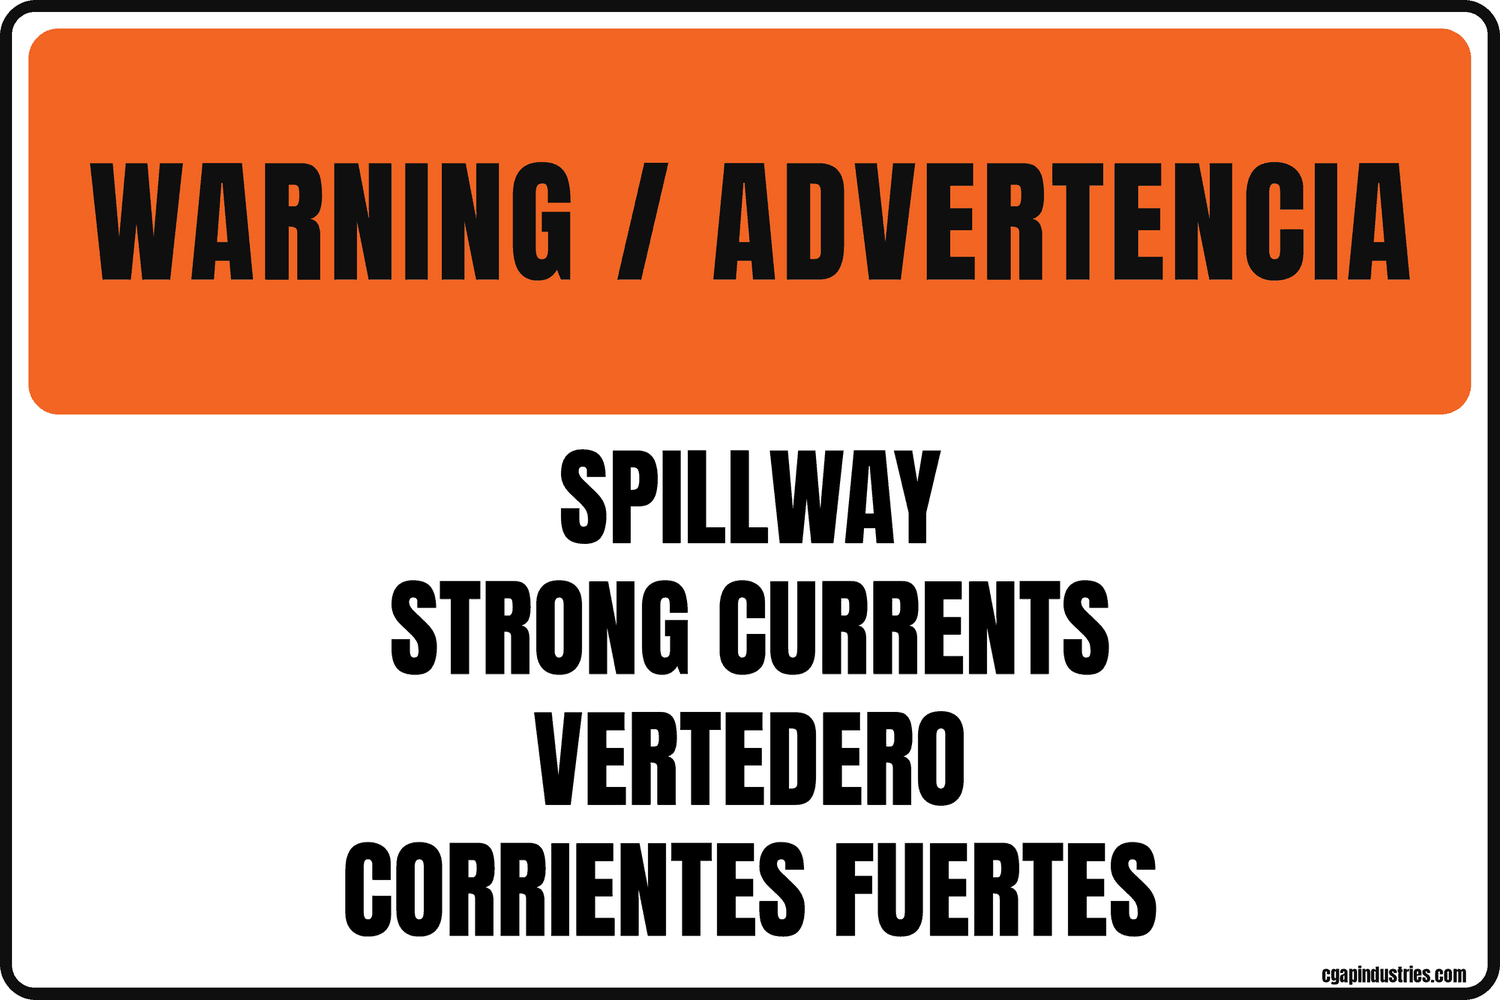 WARNING / ADVERTENCIA
SPILLWAY
STRONG CURRENTS
VERTEDERO
CORRIENTES FUERTES
cgapindustries.com